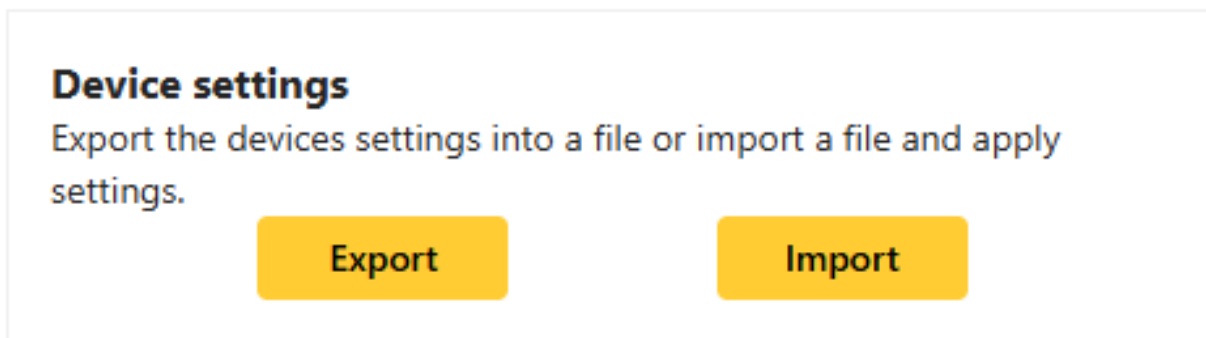 Device settings
Export the devices settings into a file or import a file and apply
settings.
Export
Import